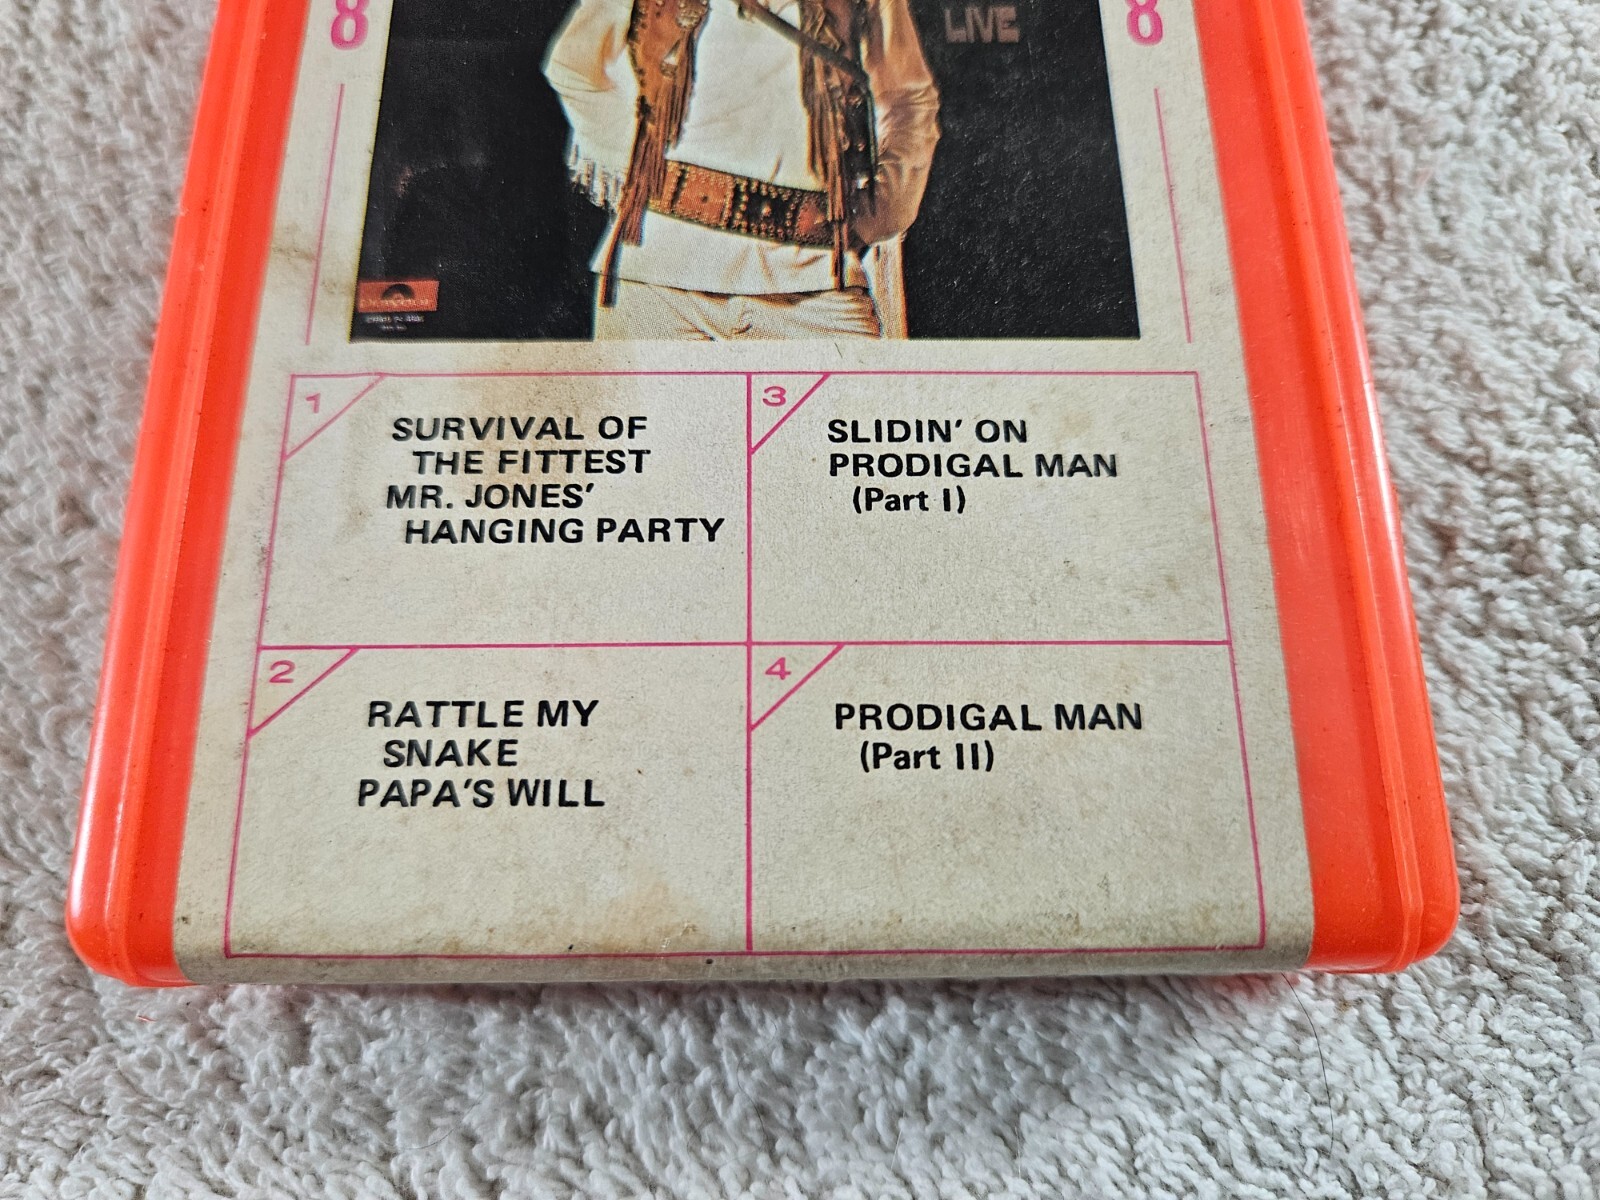 8
8
LIVE
1
SURVIVAL OF
THE FITTEST
MR. JONES'
HANGING PARTY
3
SLIDIN' ON
PRODIGAL MAN
(Part I)
2
RATTLE MY
SNAKE
PAPA'S WILL
4
PRODIGAL MAN
(Part II)